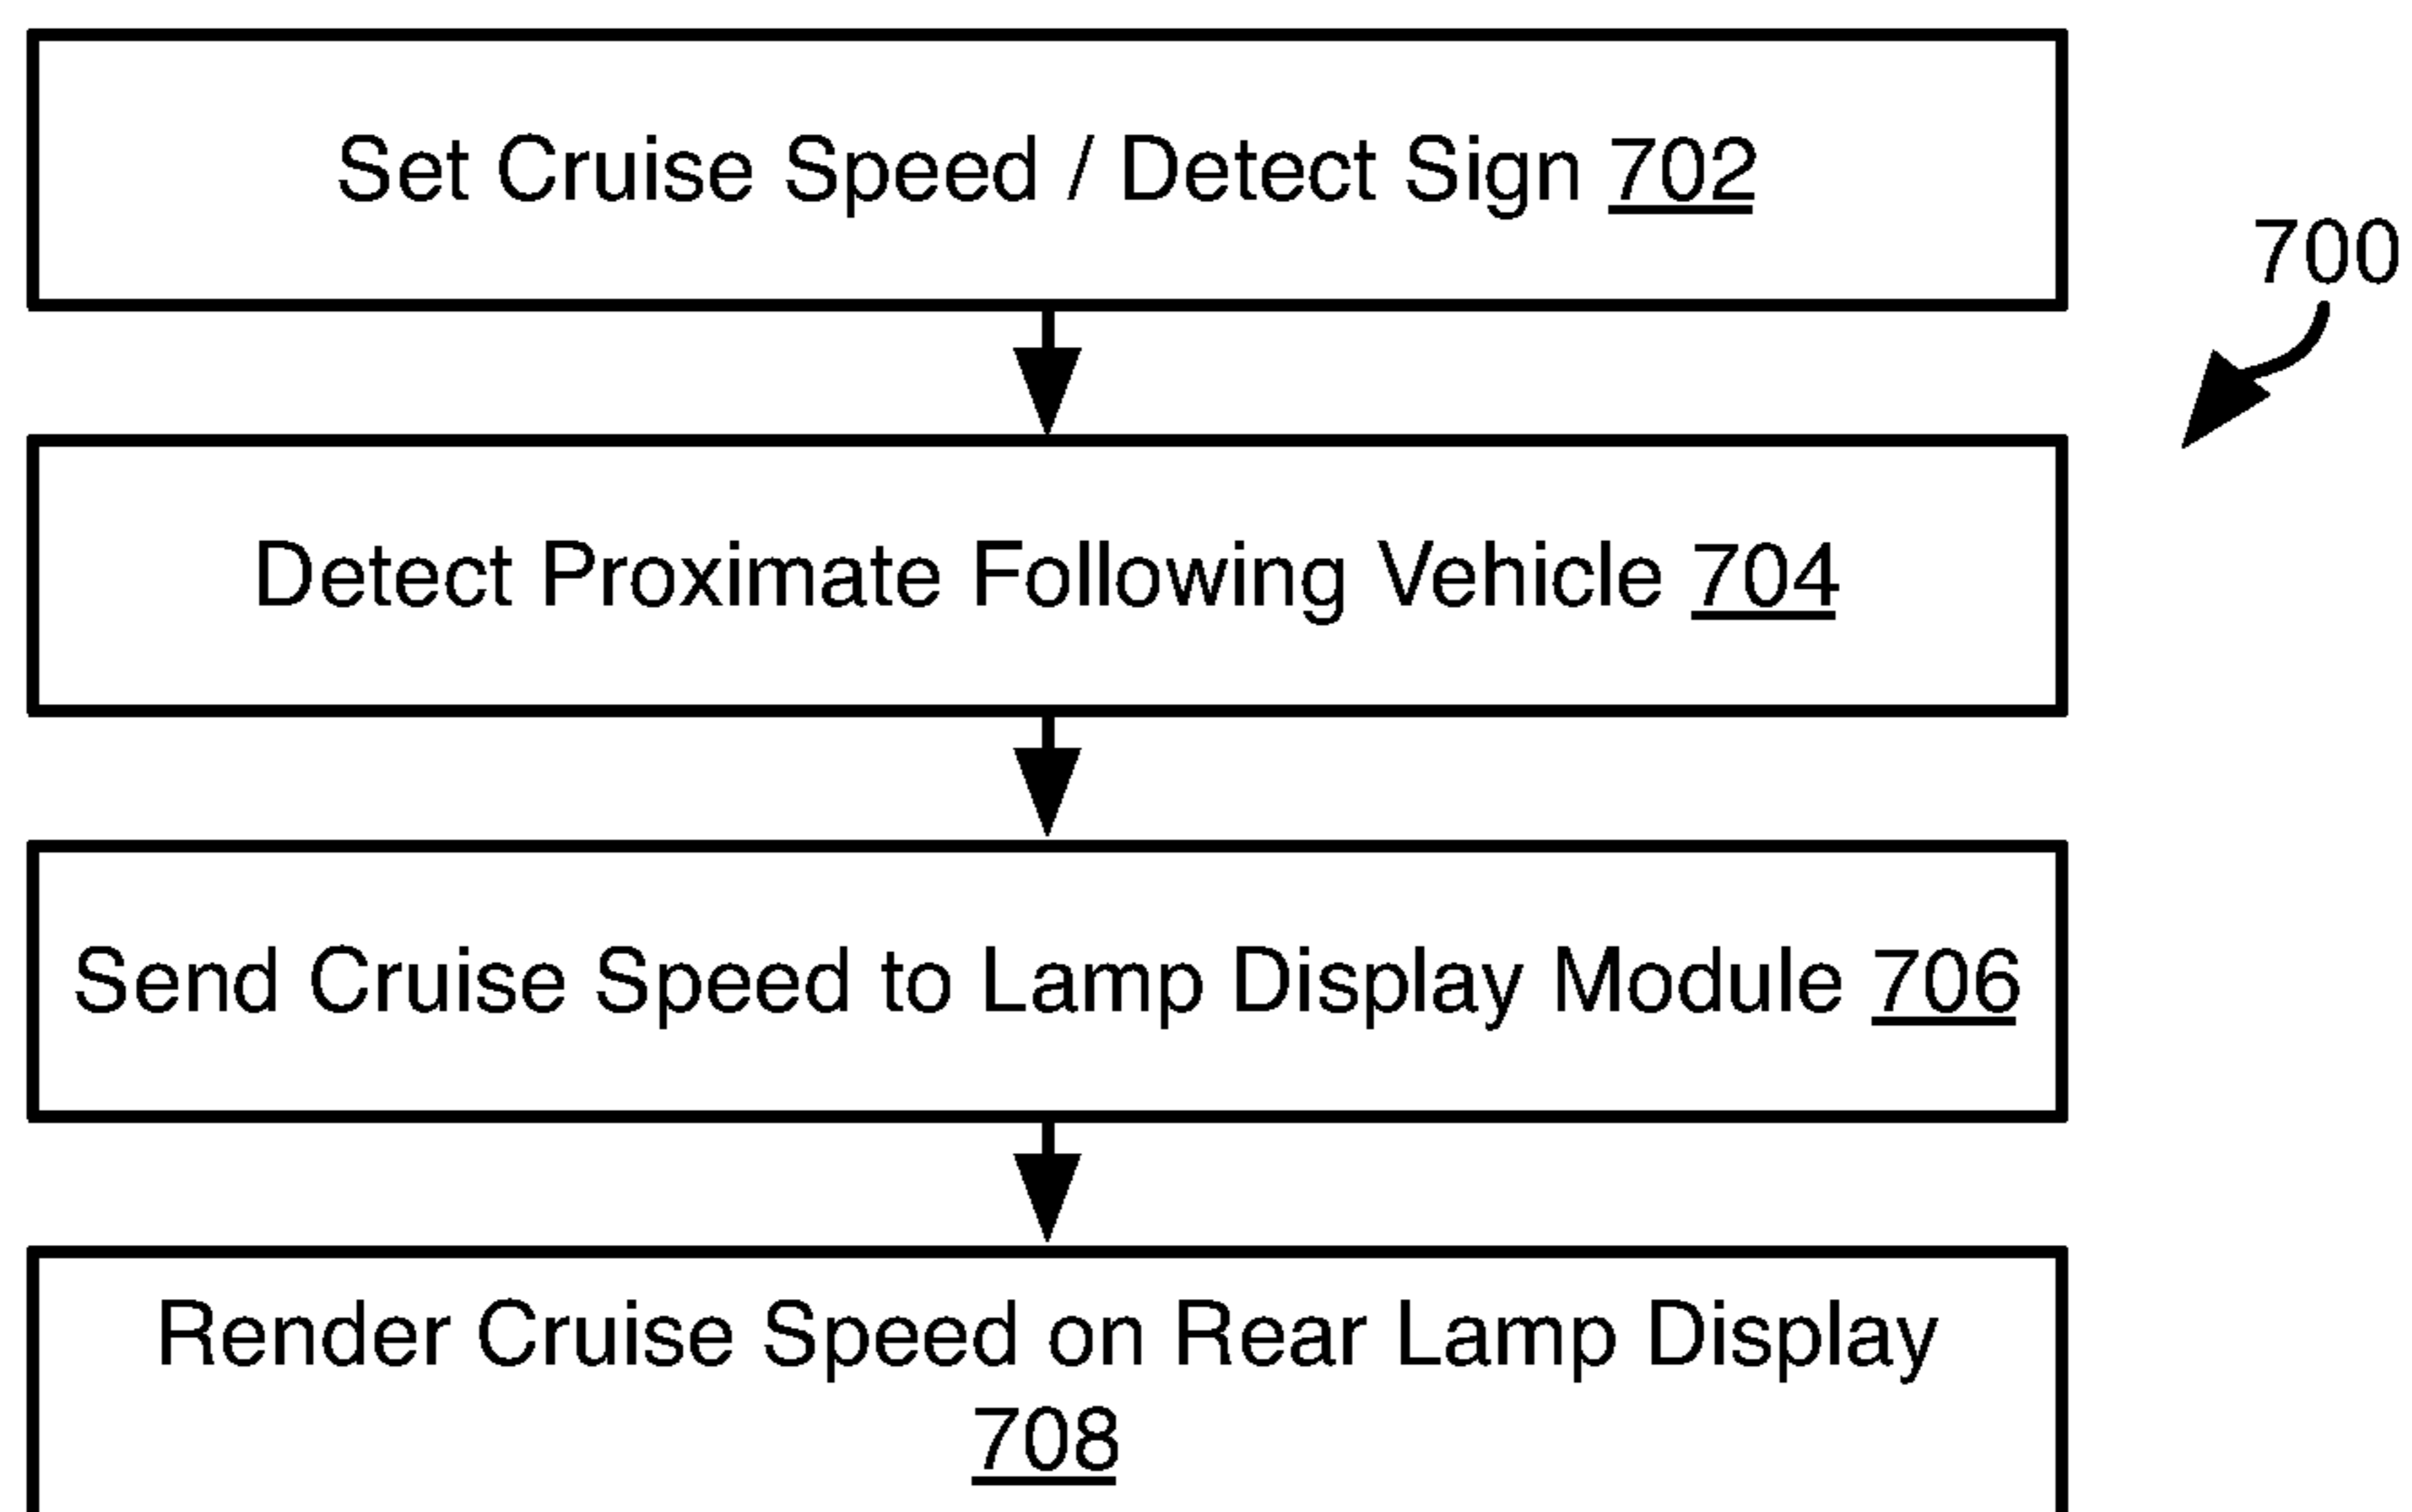 Set Cruise Speed / Detect Sign 702
700
Detect Proximate Following Vehicle 704
Send Cruise Speed to Lamp Display Module 706
Render Cruise Speed on Rear Lamp Display
708